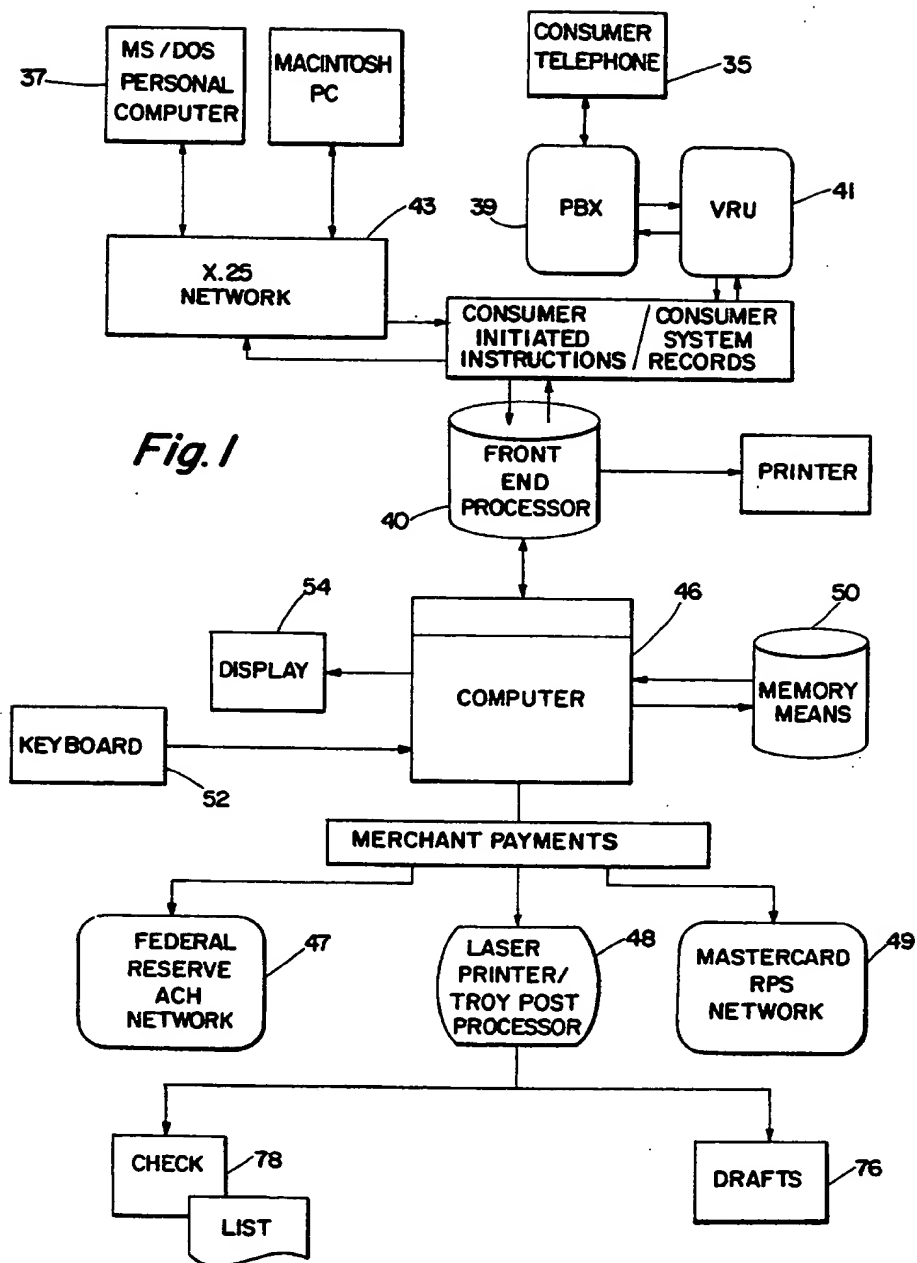 MS/DOS
PERSONAL
COMPUTER
37
MACINTOSH
PC
CONSUMER
TELEPHONE
35
43
X.25
NETWORK
39
PBX
VRU
41
CONSUMER
INITIATED
INSTRUCTIONS
/
CONSUMER
SYSTEM
RECORDS
Fig. 1
FRONT
END
PROCESSOR
40
PRINTER
54
DISPLAY
46
COMPUTER
50
MEMORY
MEANS
KEYBOARD
52
MERCHANT PAYMENTS
FEDERAL
RESERVE
ACH
NETWORK
47
LASER
PRINTER/
TROY POST
PROCESSOR
48
MASTERCARD
RPS
NETWORK
49
CHECK
78
LIST
DRAFTS
76